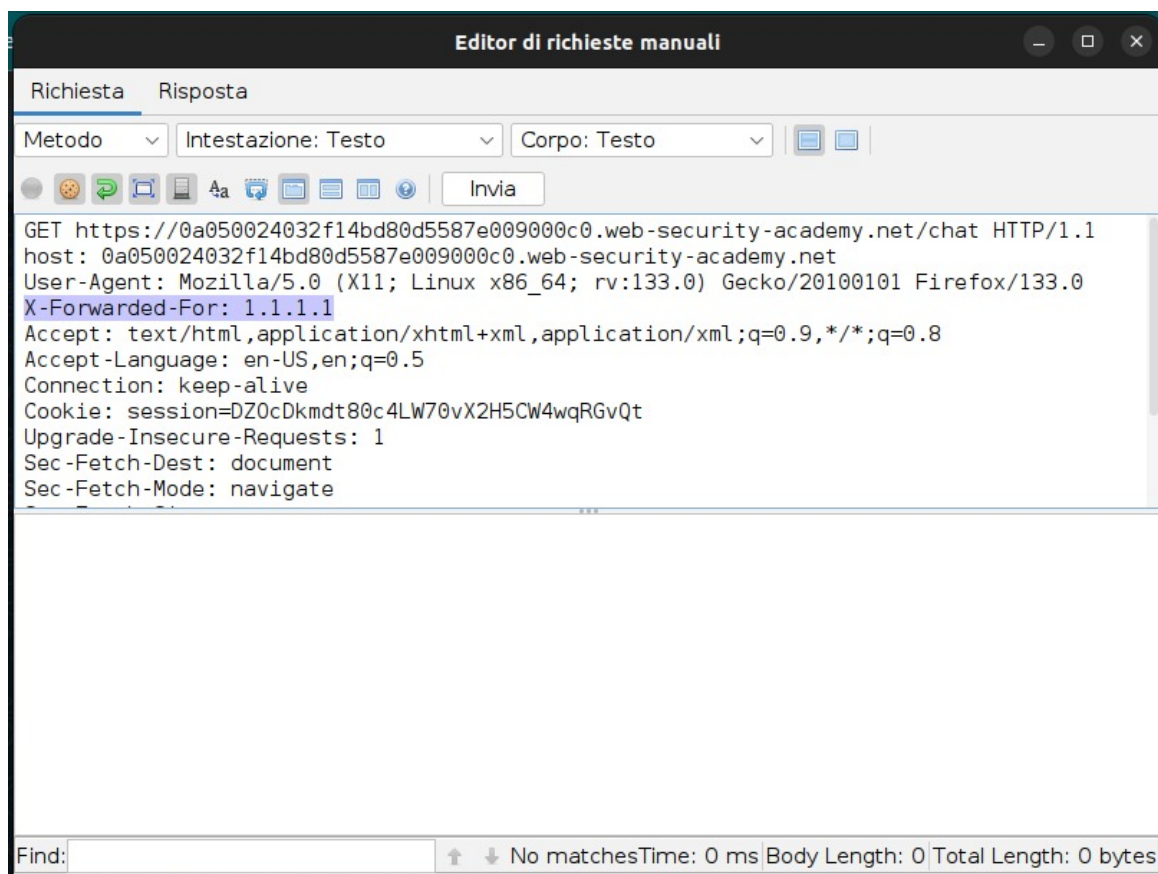 Editor di richieste manuali
Richiesta Risposta
Metodo Intestazione: Testo Corpo: Testo
Invia
GET https://0a050024032f14bd80d5587e009000c0.web-security-academy.net/chat HTTP/1.1
host: 0a050024032f14bd80d5587e009000c0.web-security-academy.net
User-Agent: Mozilla/5.0 (X11; Linux x86_64; rv:133.0) Gecko/20100101 Firefox/133.0
X-Forwarded-For: 1.1.1.1
Accept: text/html,application/xhtml+xml,application/xml;q=0.9,*/*;q=0.8
Accept-Language: en-US,en;q=0.5
Connection: keep-alive
Cookie: session=DZOcDkmdt80c4LW70vX2H5CW4wqRGvQt
Upgrade-Insecure-Requests: 1
Sec-Fetch-Dest: document
Sec-Fetch-Mode: navigate
Find: No matches Time: 0 ms Body Length: 0 Total Length: 0 bytes